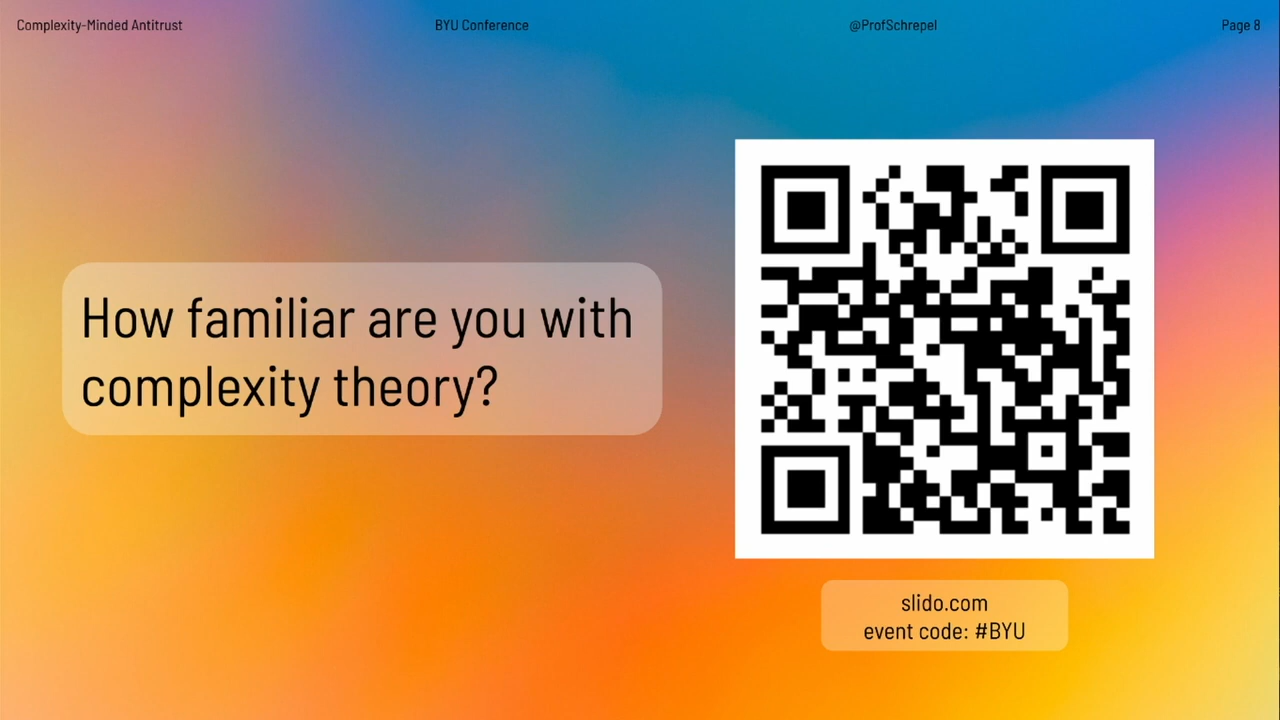 Complexity-Minded Antitrust
BYU Conference
@ProfSchrepel
Page 8
How familiar are you with
complexity theory?
slido.com
event code: #BYU